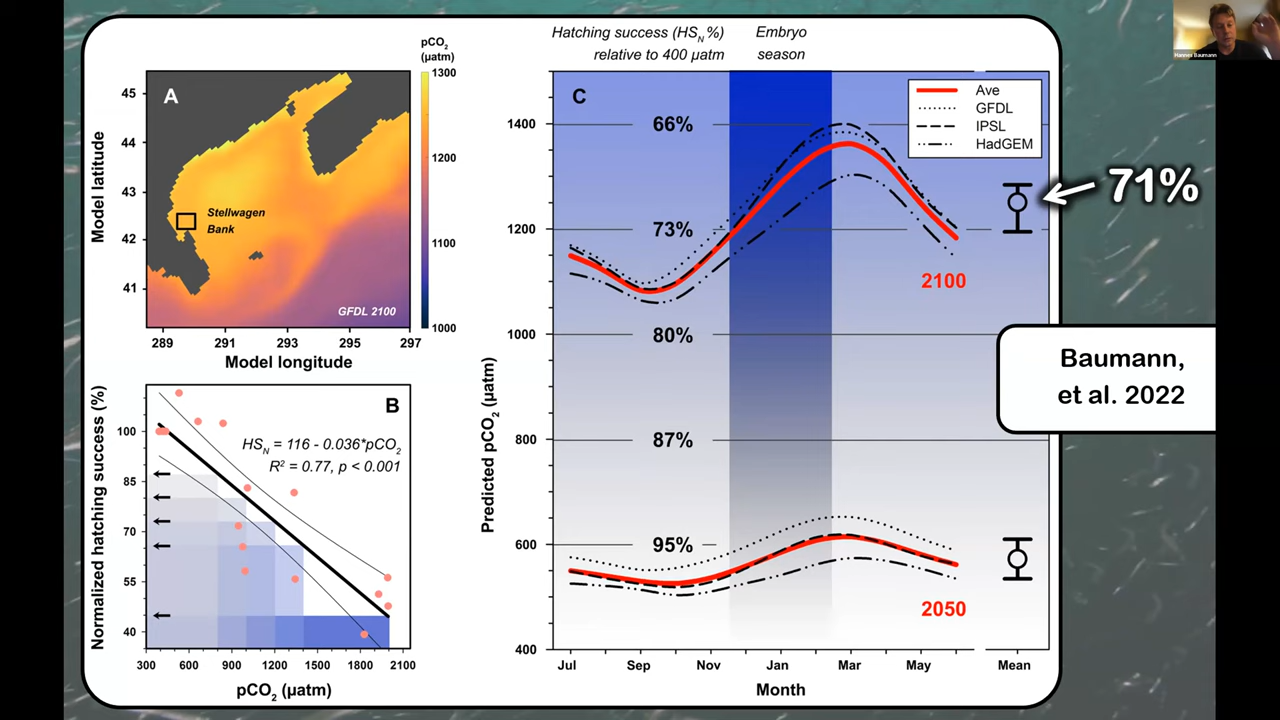 A
45
44
43
42
41
Model latitude
Stellwagen
Bank
GFDL 2100
289
291
293
295
297
Model longitude
pCO2
(µatm)
1300
1200
1100
1000
B
HSN = 116 - 0.036*pCO2
R2 = 0.77, p < 0.001
Normalized hatching success (%)
100
85
70
55
40
300
600
900
1200
1500
1800
2100
pCO2 (µatm)
Hatching success (HSN%)
relative to 400 µatm
Embryo
season
C
Ave
GFDL
IPSL
HadGEM
Predicted pCO2 (µatm)
1400
1200
1000
800
600
400
66%
73%
80%
87%
95%
2100
2050
Jul
Sep
Nov
Jan
Mar
May
Mean
Month
71%
Baumann,
et al. 2022
Hannes Baumann